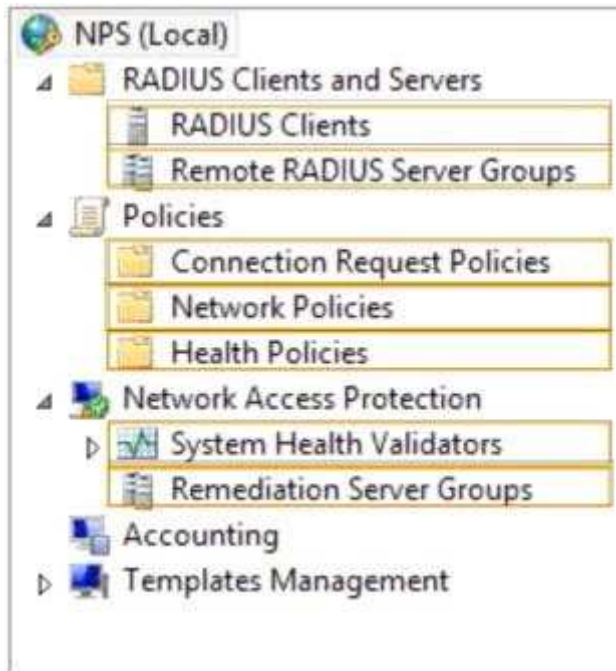 NPS (Local)
RADIUS Clients and Servers
RADIUS Clients
Remote RADIUS Server Groups
Policies
Connection Request Policies
Network Policies
Health Policies
Network Access Protection
System Health Validators
Remediation Server Groups
Accounting
Templates Management